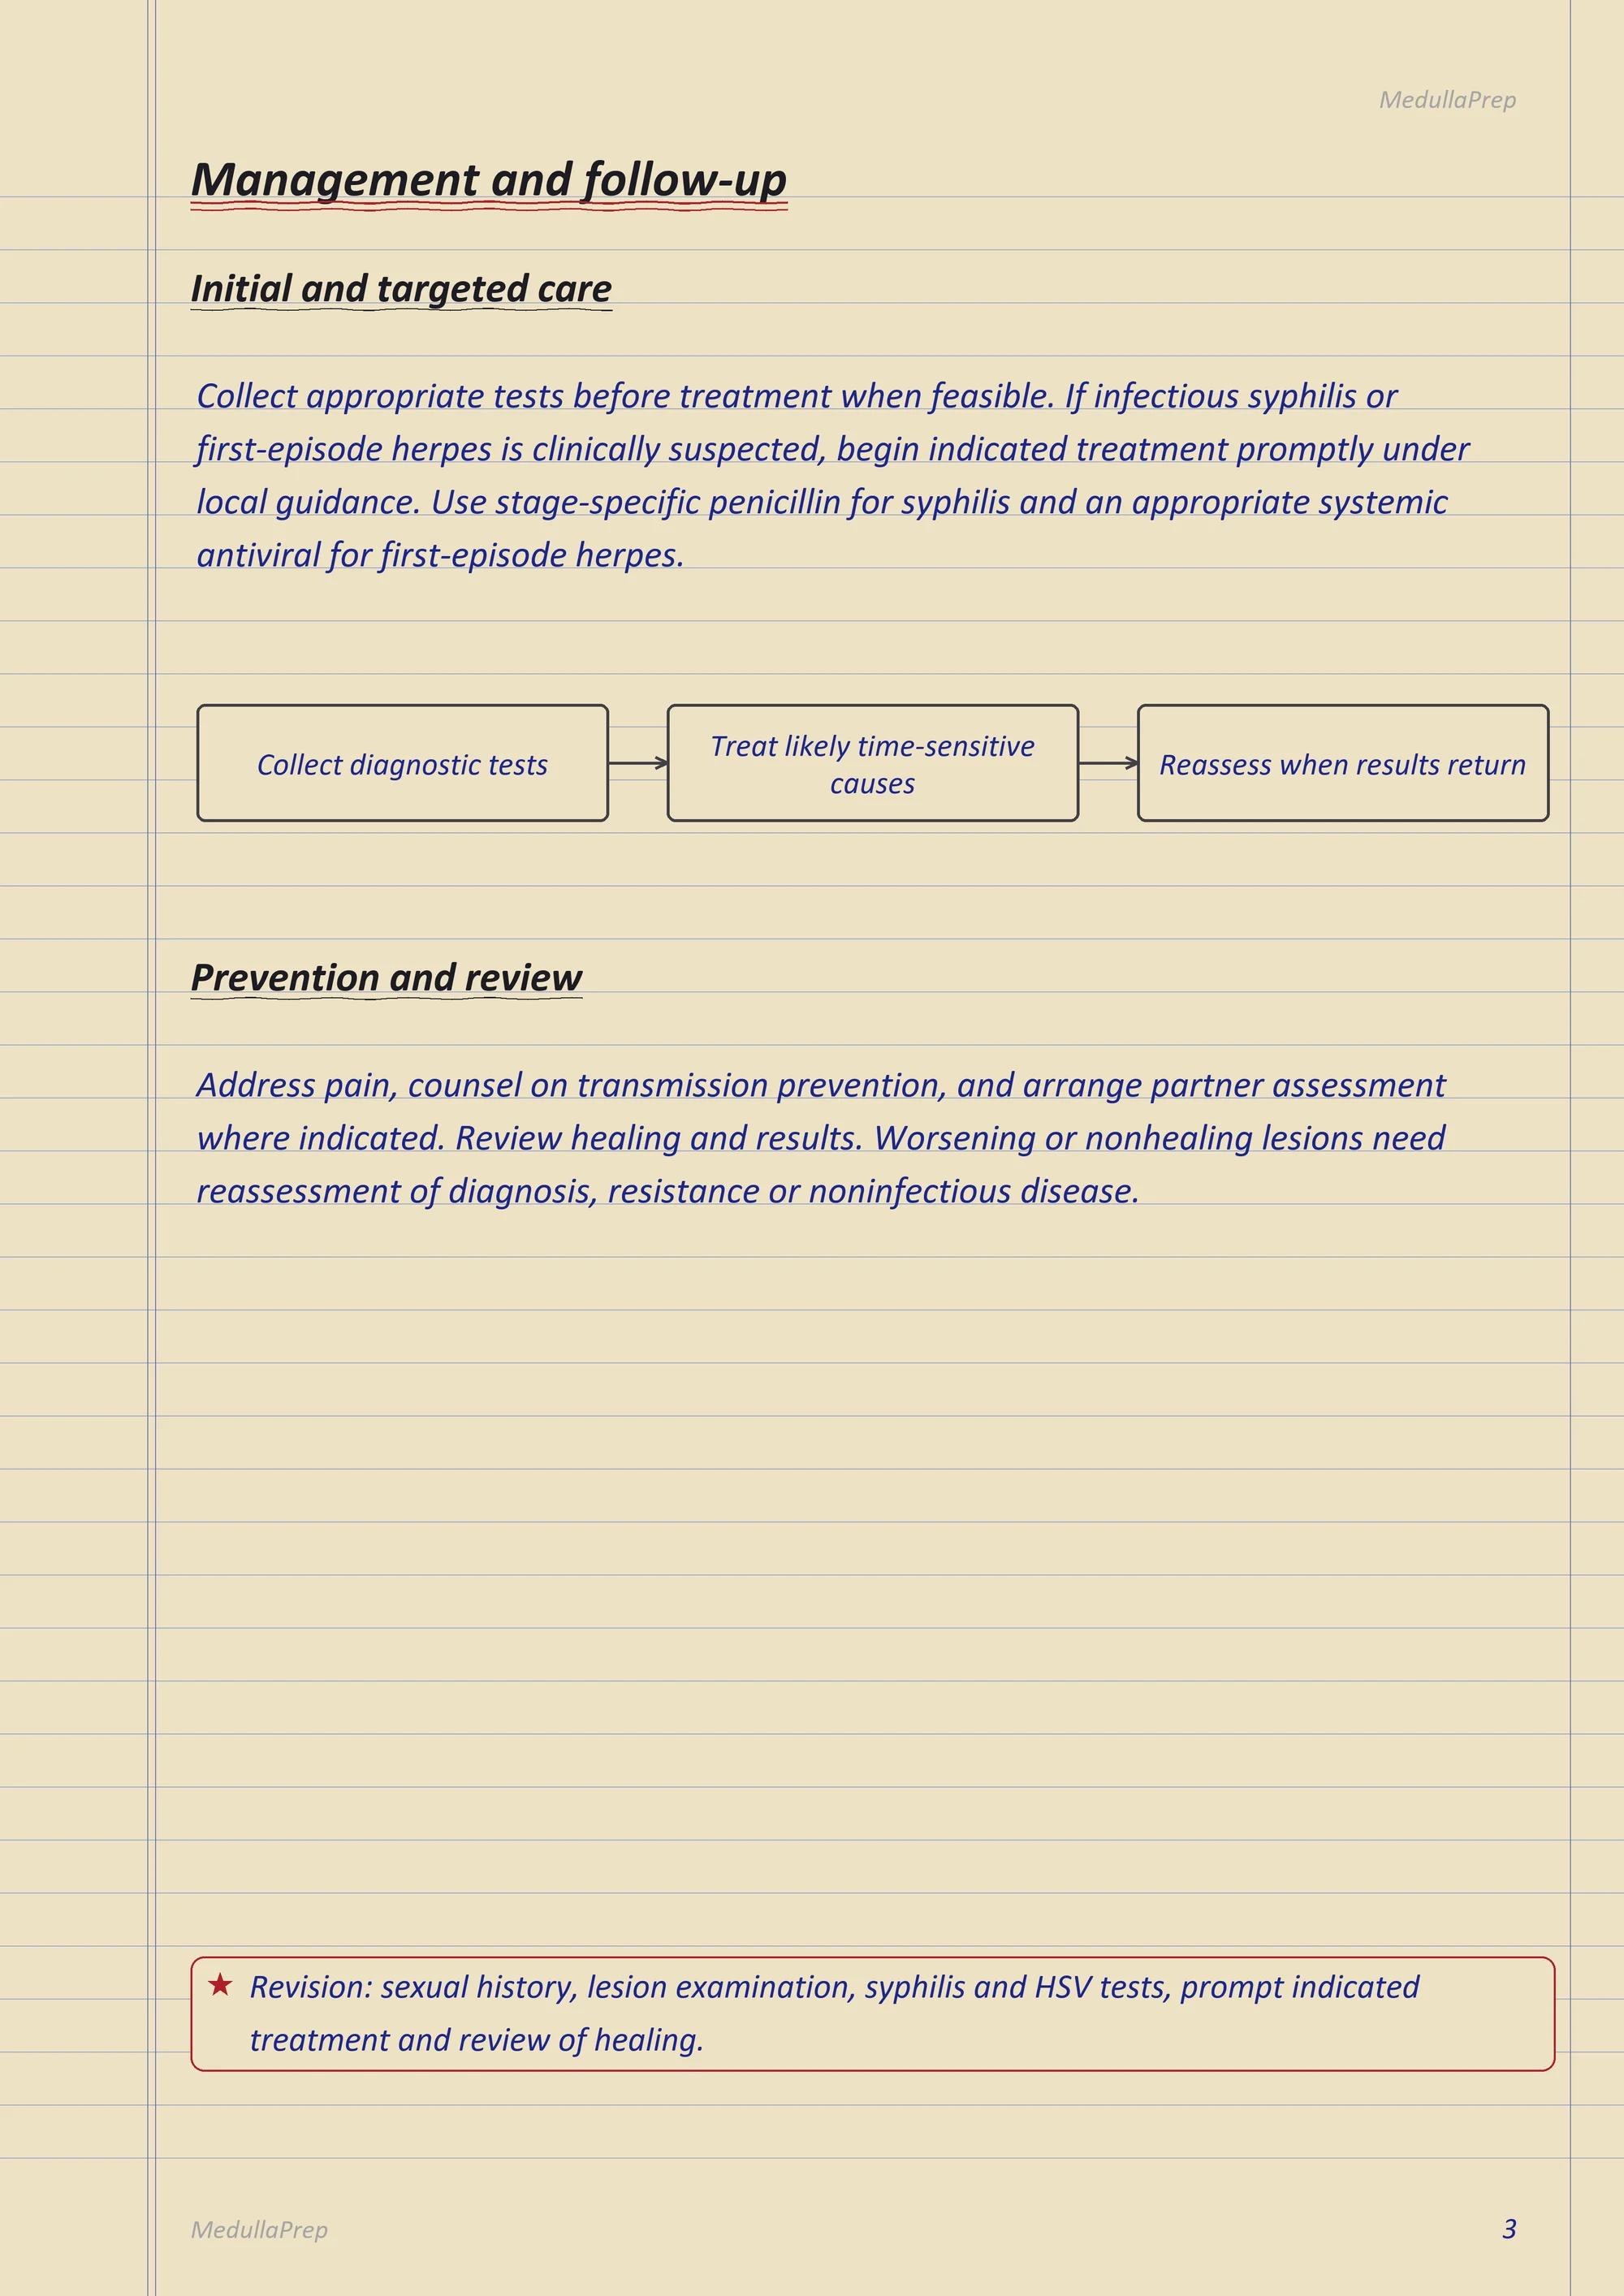 MedullaPrep
Management and follow-up
Initial and targeted care
Collect appropriate tests before treatment when feasible. If infectious syphilis or
first-episode herpes is clinically suspected, begin indicated treatment promptly under
local guidance. Use stage-specific penicillin for syphilis and an appropriate systemic
antiviral for first-episode herpes.
Collect diagnostic tests
Treat likely time-sensitive
causes
Reassess when results return
Prevention and review
Address pain, counsel on transmission prevention, and arrange partner assessment
where indicated. Review healing and results. Worsening or nonhealing lesions need
reassessment of diagnosis, resistance or noninfectious disease.
★ Revision: sexual history, lesion examination, syphilis and HSV tests, prompt indicated
treatment and review of healing.
MedullaPrep
3